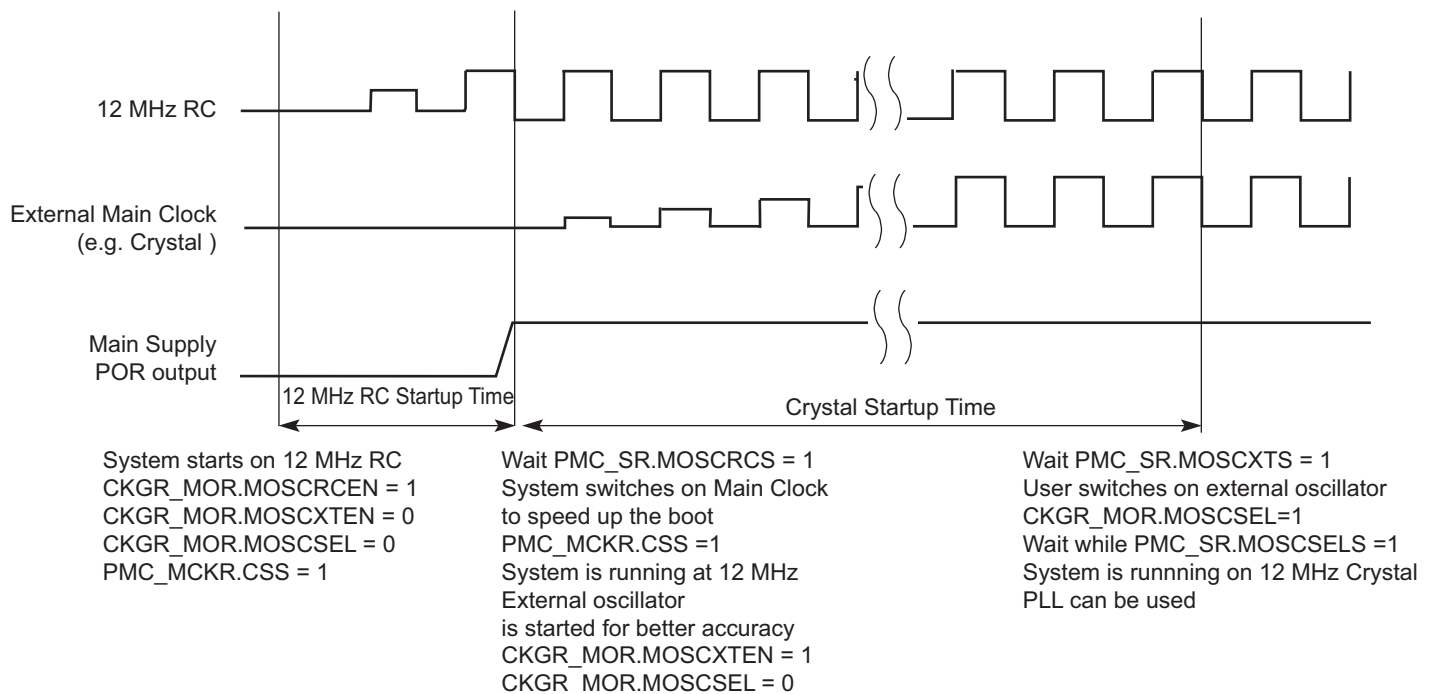 12 MHz RC
External Main Clock
(e.g. Crystal )
Main Supply
POR output
12 MHz RC Startup Time
Crystal Startup Time
System starts on 12 MHz RC
CKGR_MOR.MOSCRCEN = 1
CKGR_MOR.MOSCXTEN = 0
CKGR_MOR.MOSCSEL = 0
PMC_MCKR.CSS = 1
Wait PMC_SR.MOSCRCS = 1
System switches on Main Clock
to speed up the boot
PMC_MCKR.CSS =1
System is running at 12 MHz
External oscillator
is started for better accuracy
CKGR_MOR.MOSCXTEN = 1
CKGR_MOR.MOSCSEL = 0
Wait PMC_SR.MOSCXTS = 1
User switches on external oscillator
CKGR_MOR.MOSCSEL=1
Wait while PMC_SR.MOSCSELS =1
System is runnning on 12 MHz Crystal
PLL can be used